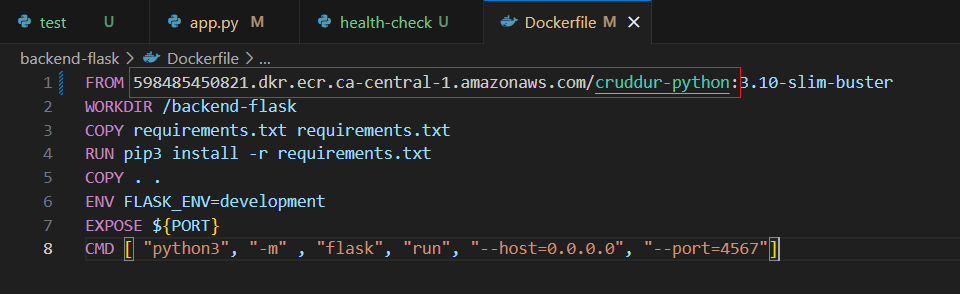 test U app.py M health-check U Dockerfile M
backend-flask > Dockerfile > ...
1 FROM 598485450821.dkr.ecr.ca-central-1.amazonaws.com/cruddur-python:3.10-slim-buster
2 WORKDIR /backend-flask
3 COPY requirements.txt requirements.txt
4 RUN pip3 install -r requirements.txt
5 COPY . .
6 ENV FLASK_ENV=development
7 EXPOSE ${PORT}
8 CMD [ "python3", "-m" , "flask", "run", "--host=0.0.0.0", "--port=4567"]